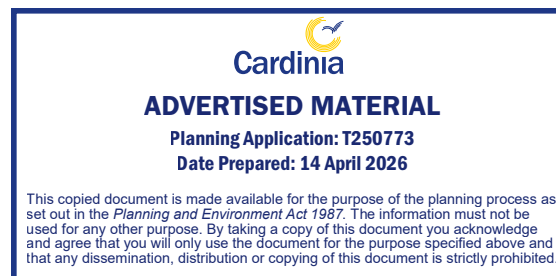 Cardinia
ADVERTISED MATERIAL
Planning Application: T250773
Date Prepared: 14 April 2026
This copied document is made available for the purpose of the planning process as
set out in the Planning and Environment Act 1987. The information must not be
used for any other purpose. By taking a copy of this document you acknowledge
and agree that you will only use the document for the purpose specified above and
that any dissemination, distribution or copying of this document is strictly prohibited